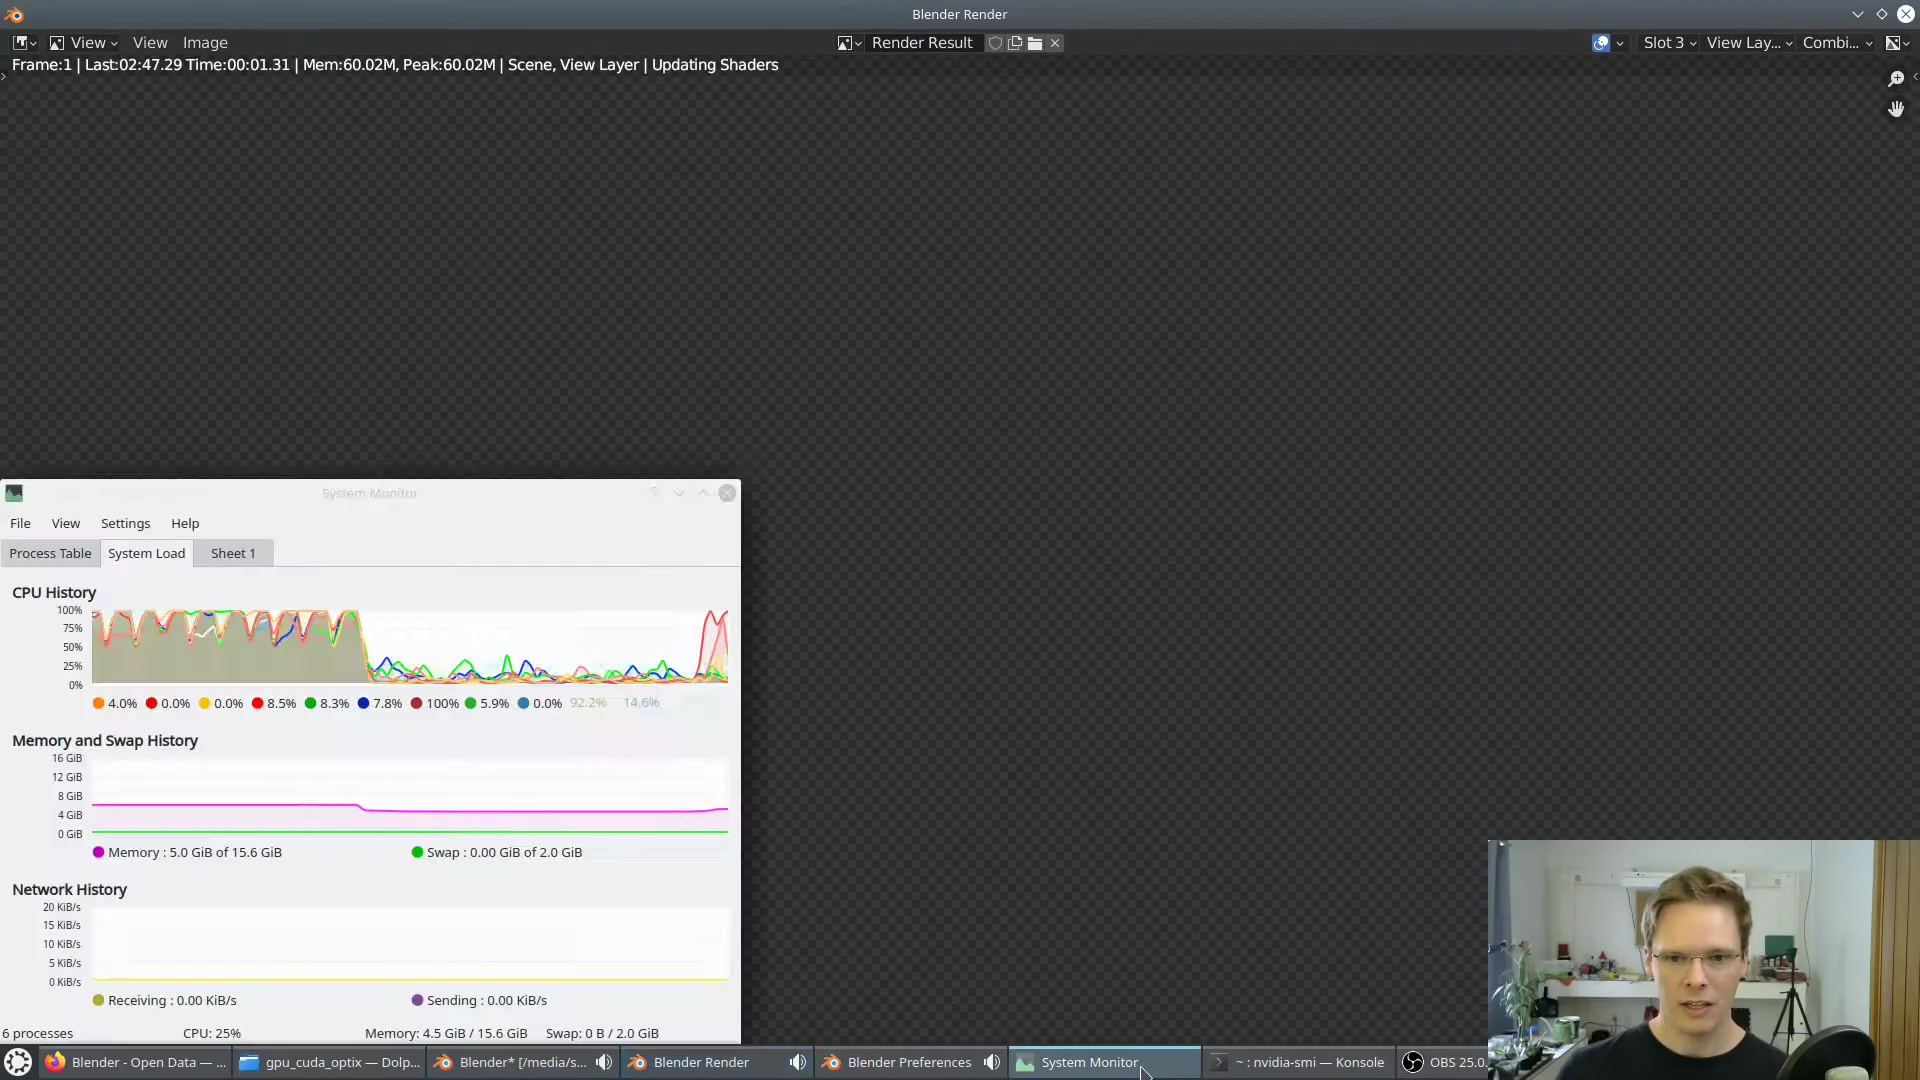 Blender Render
View View Image Render Result Slot 3 View Lay... Combi...
Frame:1 | Last:02:47.29 Time:00:01.31 | Mem:60.02M, Peak:60.02M | Scene, View Layer | Updating Shaders
System Monitor
File View Settings Help
Process Table System Load Sheet 1
CPU History
100%
75%
50%
25%
0%
4.0% 0.0% 0.0% 8.5% 8.3% 7.8% 100% 5.9% 0.0% 92.2% 14.6%
Memory and Swap History
16 GiB
12 GiB
8 GiB
4 GiB
0 GiB
Memory : 5.0 GiB of 15.6 GiB Swap : 0.00 GiB of 2.0 GiB
Network History
20 KiB/s
15 KiB/s
10 KiB/s
5 KiB/s
0 KiB/s
Receiving : 0.00 KiB/s Sending : 0.00 KiB/s
6 processes CPU: 25% Memory: 4.5 GiB / 15.6 GiB Swap: 0 B / 2.0 GiB
Blender - Open Data — ... gpu_cuda_optix — Dolp... Blender* [/media/s... Blender Render Blender Preferences System Monitor ~ : nvidia-smi — Konsole OBS 25.0.